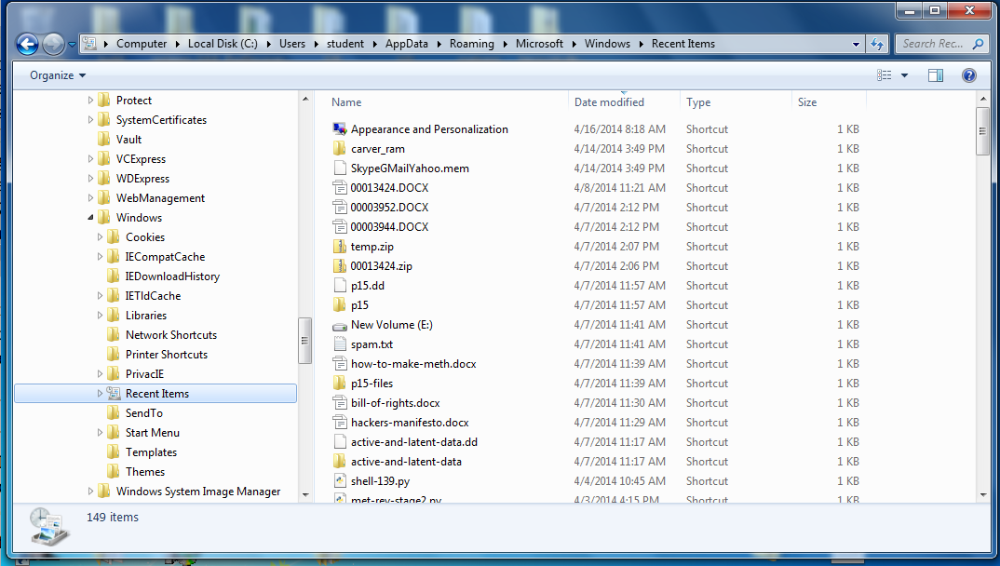 Computer Local Disk (C:) Users student AppData Roaming Microsoft Windows Recent Items Search Rec...
Organize
Protect
SystemCertificates
Vault
VCExpress
WDExpress
WebManagement
Windows
Cookies
IECompatCache
IEDownloadHistory
IETldCache
Libraries
Network Shortcuts
Printer Shortcuts
PrivacIE
Recent Items
SendTo
Start Menu
Templates
Themes
Windows System Image Manager
Name Date modified Type Size
Appearance and Personalization 4/16/2014 8:18 AM Shortcut 1 KB
carver_ram 4/14/2014 3:49 PM Shortcut 1 KB
SkypeGMailYahoo.mem 4/14/2014 3:49 PM Shortcut 1 KB
00013424.DOCX 4/8/2014 11:21 AM Shortcut 1 KB
00003952.DOCX 4/7/2014 2:12 PM Shortcut 1 KB
00003944.DOCX 4/7/2014 2:12 PM Shortcut 1 KB
temp.zip 4/7/2014 2:07 PM Shortcut 1 KB
00013424.zip 4/7/2014 2:06 PM Shortcut 1 KB
p15.dd 4/7/2014 11:57 AM Shortcut 1 KB
p15 4/7/2014 11:57 AM Shortcut 1 KB
New Volume (E:) 4/7/2014 11:41 AM Shortcut 1 KB
spam.txt 4/7/2014 11:41 AM Shortcut 1 KB
how-to-make-meth.docx 4/7/2014 11:39 AM Shortcut 1 KB
p15-files 4/7/2014 11:39 AM Shortcut 1 KB
bill-of-rights.docx 4/7/2014 11:30 AM Shortcut 1 KB
hackers-manifesto.docx 4/7/2014 11:29 AM Shortcut 1 KB
active-and-latent-data.dd 4/7/2014 11:17 AM Shortcut 1 KB
active-and-latent-data 4/7/2014 11:17 AM Shortcut 1 KB
shell-139.py 4/4/2014 10:45 AM Shortcut 1 KB
met-rev-stage2.py 4/3/2014 4:15 PM Shortcut 1 KB
149 items